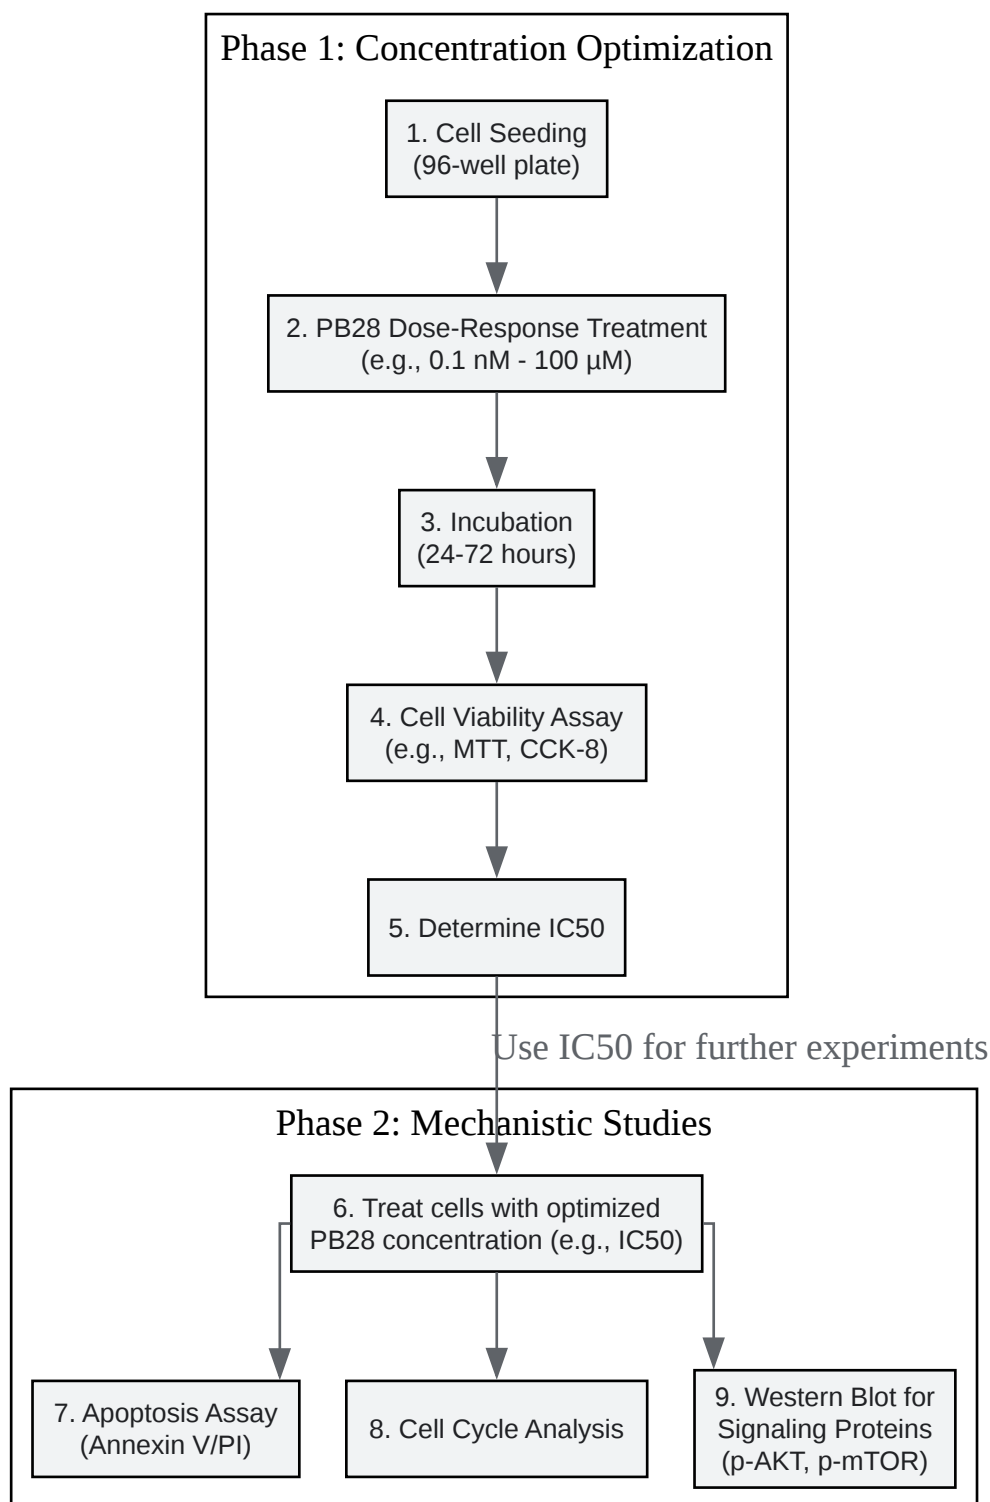 Phase 1: Concentration Optimization
1. Cell Seeding
(96-well plate)
2. PB28 Dose-Response Treatment
(e.g., 0.1 nM - 100 µM)
3. Incubation
(24-72 hours)
4. Cell Viability Assay
(e.g., MTT, CCK-8)
5. Determine IC50
Use IC50 for further experiments
Phase 2: Mechanistic Studies
6. Treat cells with optimized
PB28 concentration (e.g., IC50)
7. Apoptosis Assay
(Annexin V/PI)
8. Cell Cycle Analysis
9. Western Blot for
Signaling Proteins
(p-AKT, p-mTOR)